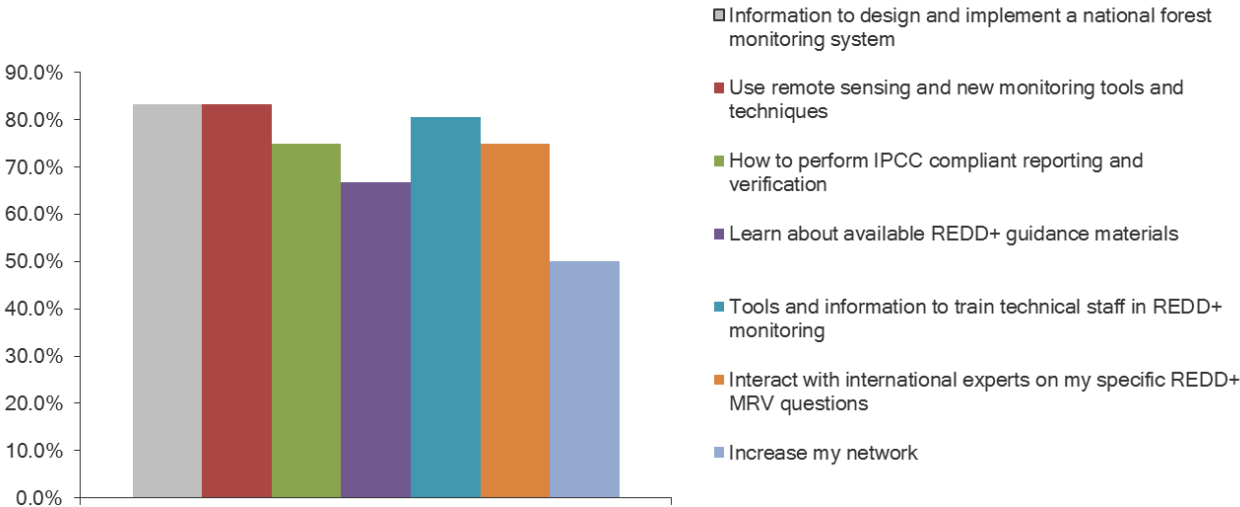 90.0%
80.0%
70.0%
60.0%
50.0%
40.0%
30.0%
20.0%
10.0%
0.0%
Information to design and implement a national forest
monitoring system
Use remote sensing and new monitoring tools and
techniques
How to perform IPCC compliant reporting and
verification
Learn about available REDD+ guidance materials
Tools and information to train technical staff in REDD+
monitoring
Interact with international experts on my specific REDD+
MRV questions
Increase my network